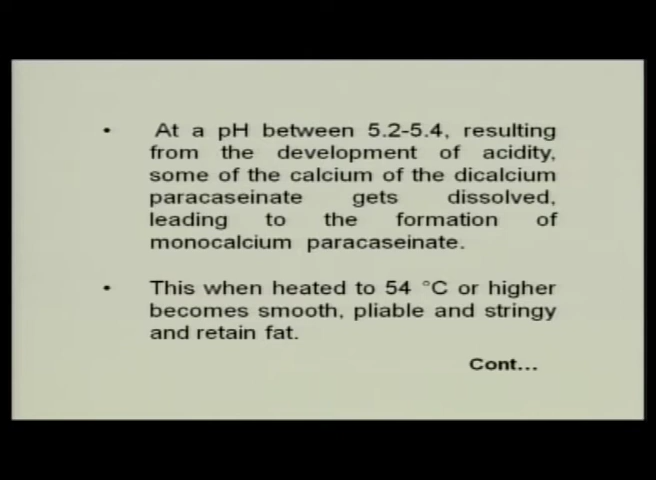 • At a pH between 5.2-5.4, resulting
from the development of acidity,
some of the calcium of the dicalcium
paracaseinate gets dissolved,
leading to the formation of
monocalcium paracaseinate.
• This when heated to 54 °C or higher
becomes smooth, pliable and stringy
and retain fat.
Cont...